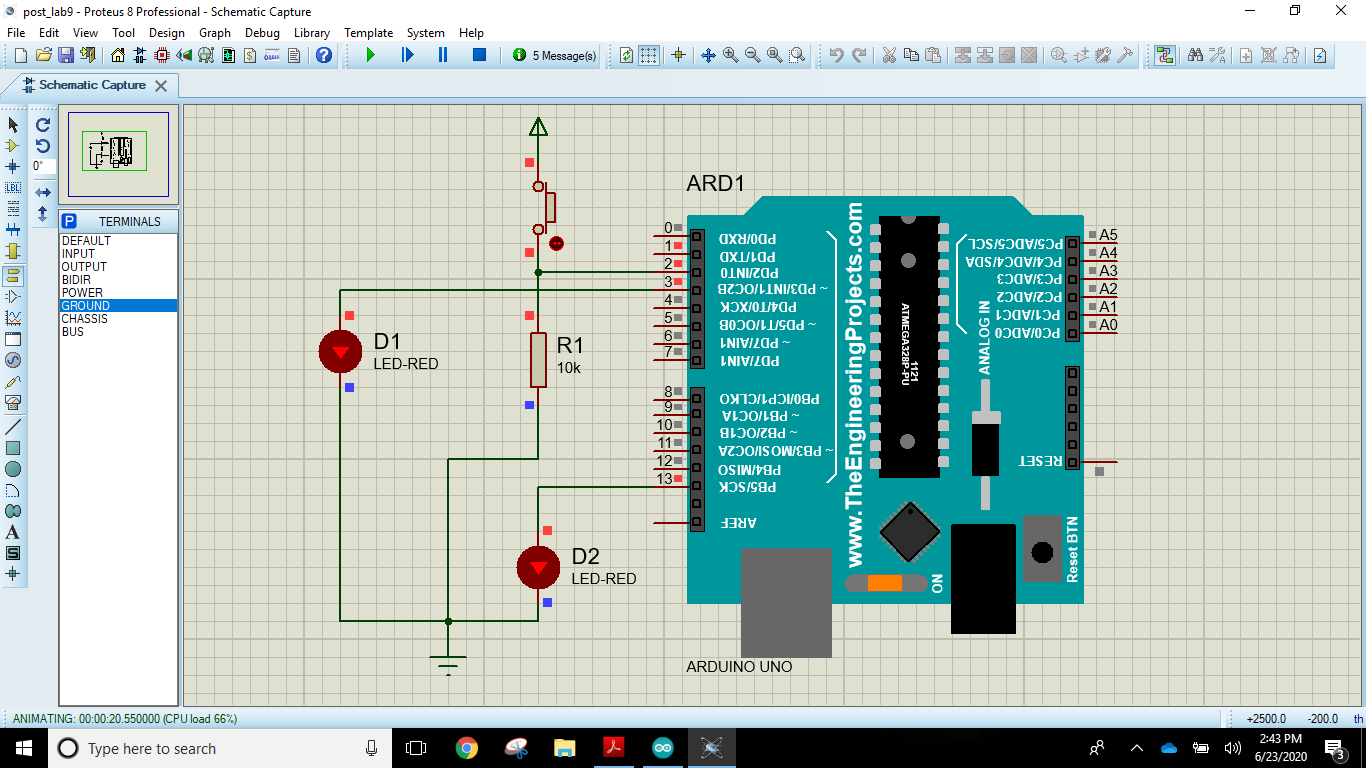 post_lab9 - Proteus 8 Professional - Schematic Capture
File Edit View Tool Design Graph Debug Library Template System Help
5 Message(s)
Schematic Capture
0°
LBL
P TERMINALS
DEFAULT
INPUT
OUTPUT
BIDIR
POWER
GROUND
CHASSIS
BUS
A
S
D1
LED-RED
R1
10k
D2
LED-RED
ARD1
0 PD0/RXD
1 PD1/TXD
2 PD2/INT0
3 ~ PD3/INT1/OC2B
4 PD4/T0/XCK
5 ~ PD5/T1/OC0B
6 ~ PD6/AIN1
7 PD7/AIN1
8 PB0/ICP1/CLKO
9 ~ PB1/OC1A
10 ~ PB2/OC1B
11 ~ PB3/MOSI/OC2A
12 PB4/MISO
13 PB5/SCK
AREF
www.TheEngineeringProjects.com
ATMEGA328P-PU
1121
ANALOG IN
PC5/ADC5/SCL A5
PC4/ADC4/SDA A4
PC3/ADC3 A3
PC2/ADC2 A2
PC1/ADC1 A1
PC0/ADC0 A0
RESET
Reset BTN
ON
ARDUINO UNO
ANIMATING: 00:00:20.550000 (CPU load 66%)
+2500.0 -200.0 th
Type here to search
2:43 PM
6/23/2020
3